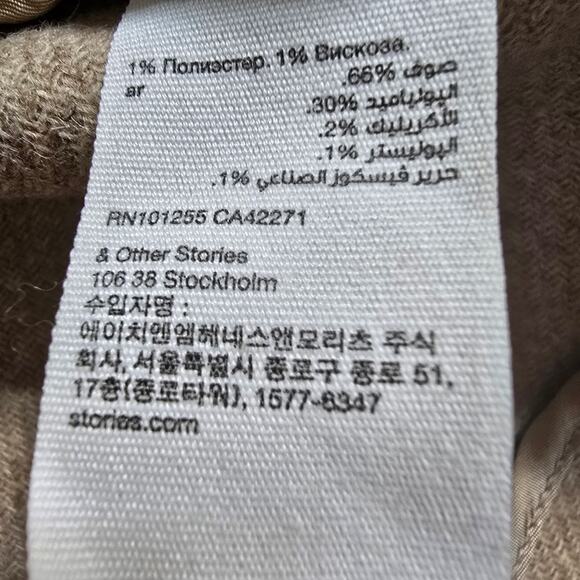 1% Полиэстер. 1% Вискоза.
ar
صوف 66%.
البولياميد 30%.
الأكريليك 2%.
البوليستر 1%.
حرير فيسكوز الصناعي 1%.
RN101255 CA42271
& Other Stories
106 38 Stockholm
수입자명 :
에이치앤엠헤네스앤모리츠 주식
회사, 서울특별시 종로구 종로 51,
17층(종로타워), 1577-6347
stories.com